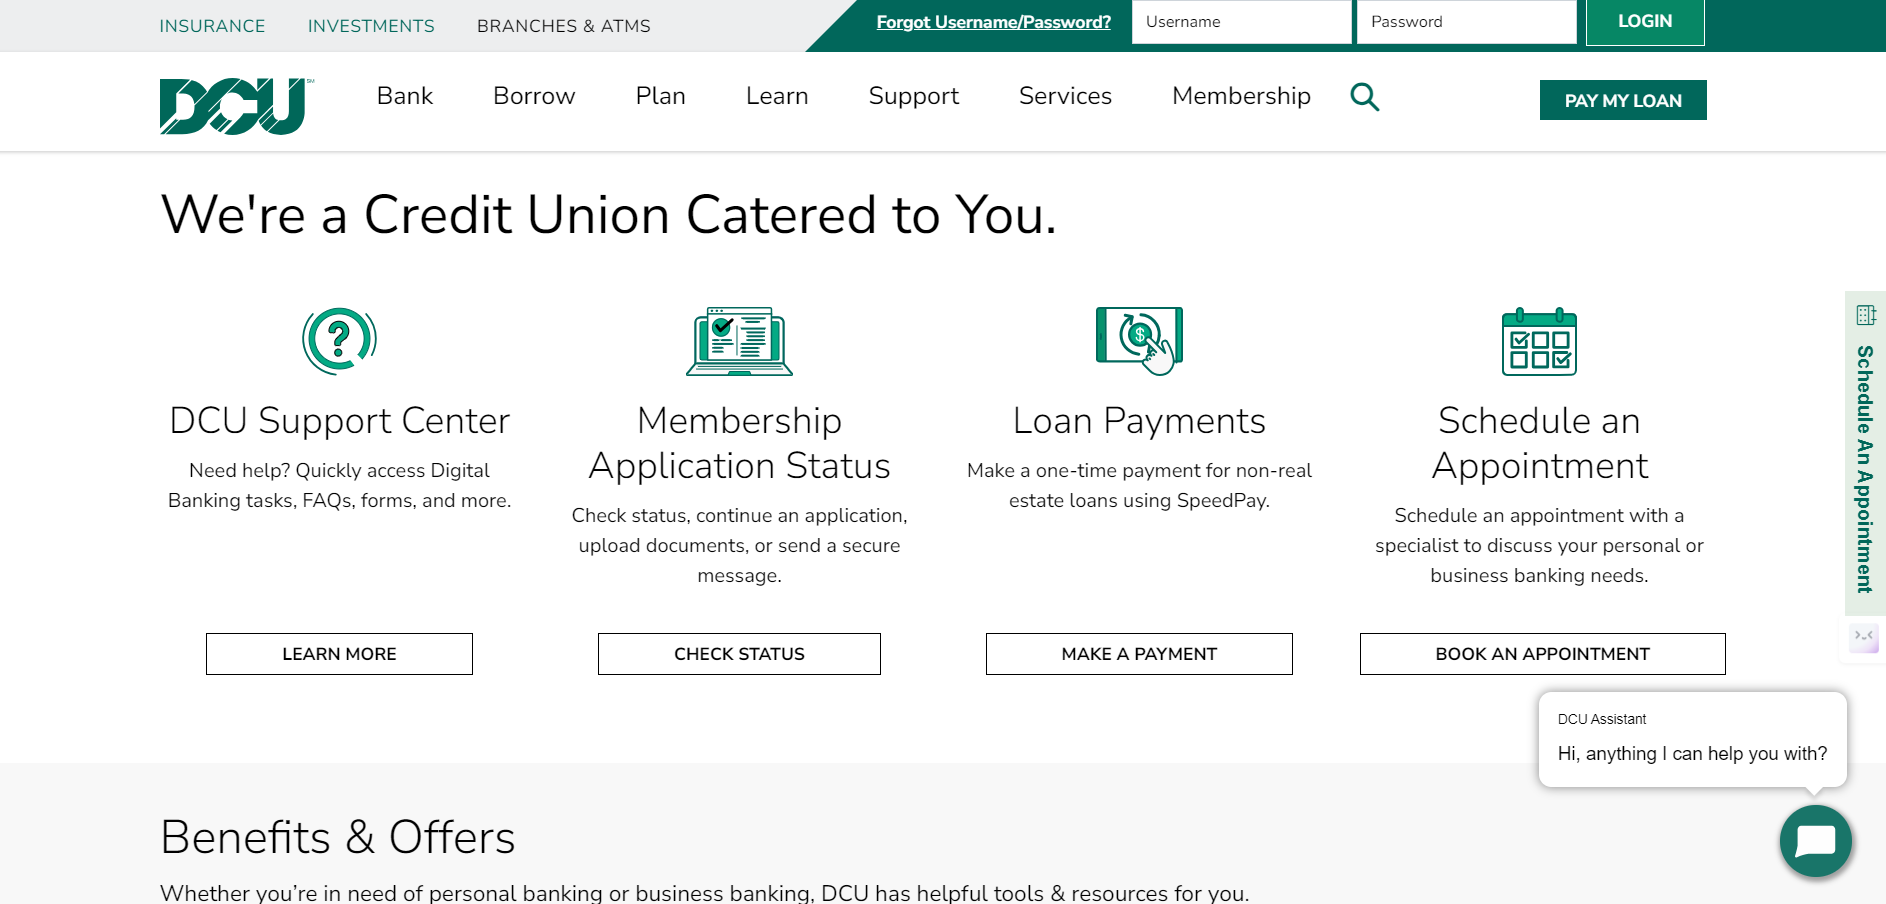 INSURANCE INVESTMENTS BRANCHES & ATMS Forgot Username/Password? Username Password LOGIN
DCU SM Bank Borrow Plan Learn Support Services Membership PAY MY LOAN
We're a Credit Union Catered to You.
DCU Support Center
Need help? Quickly access Digital
Banking tasks, FAQs, forms, and more.
LEARN MORE
Membership
Application Status
Check status, continue an application,
upload documents, or send a secure
message.
CHECK STATUS
Loan Payments
Make a one-time payment for non-real
estate loans using SpeedPay.
MAKE A PAYMENT
Schedule an
Appointment
Schedule an appointment with a
specialist to discuss your personal or
business banking needs.
BOOK AN APPOINTMENT
Schedule An Appointment
DCU Assistant
Hi, anything I can help you with?
Benefits & Offers
Whether you’re in need of personal banking or business banking, DCU has helpful tools & resources for you.